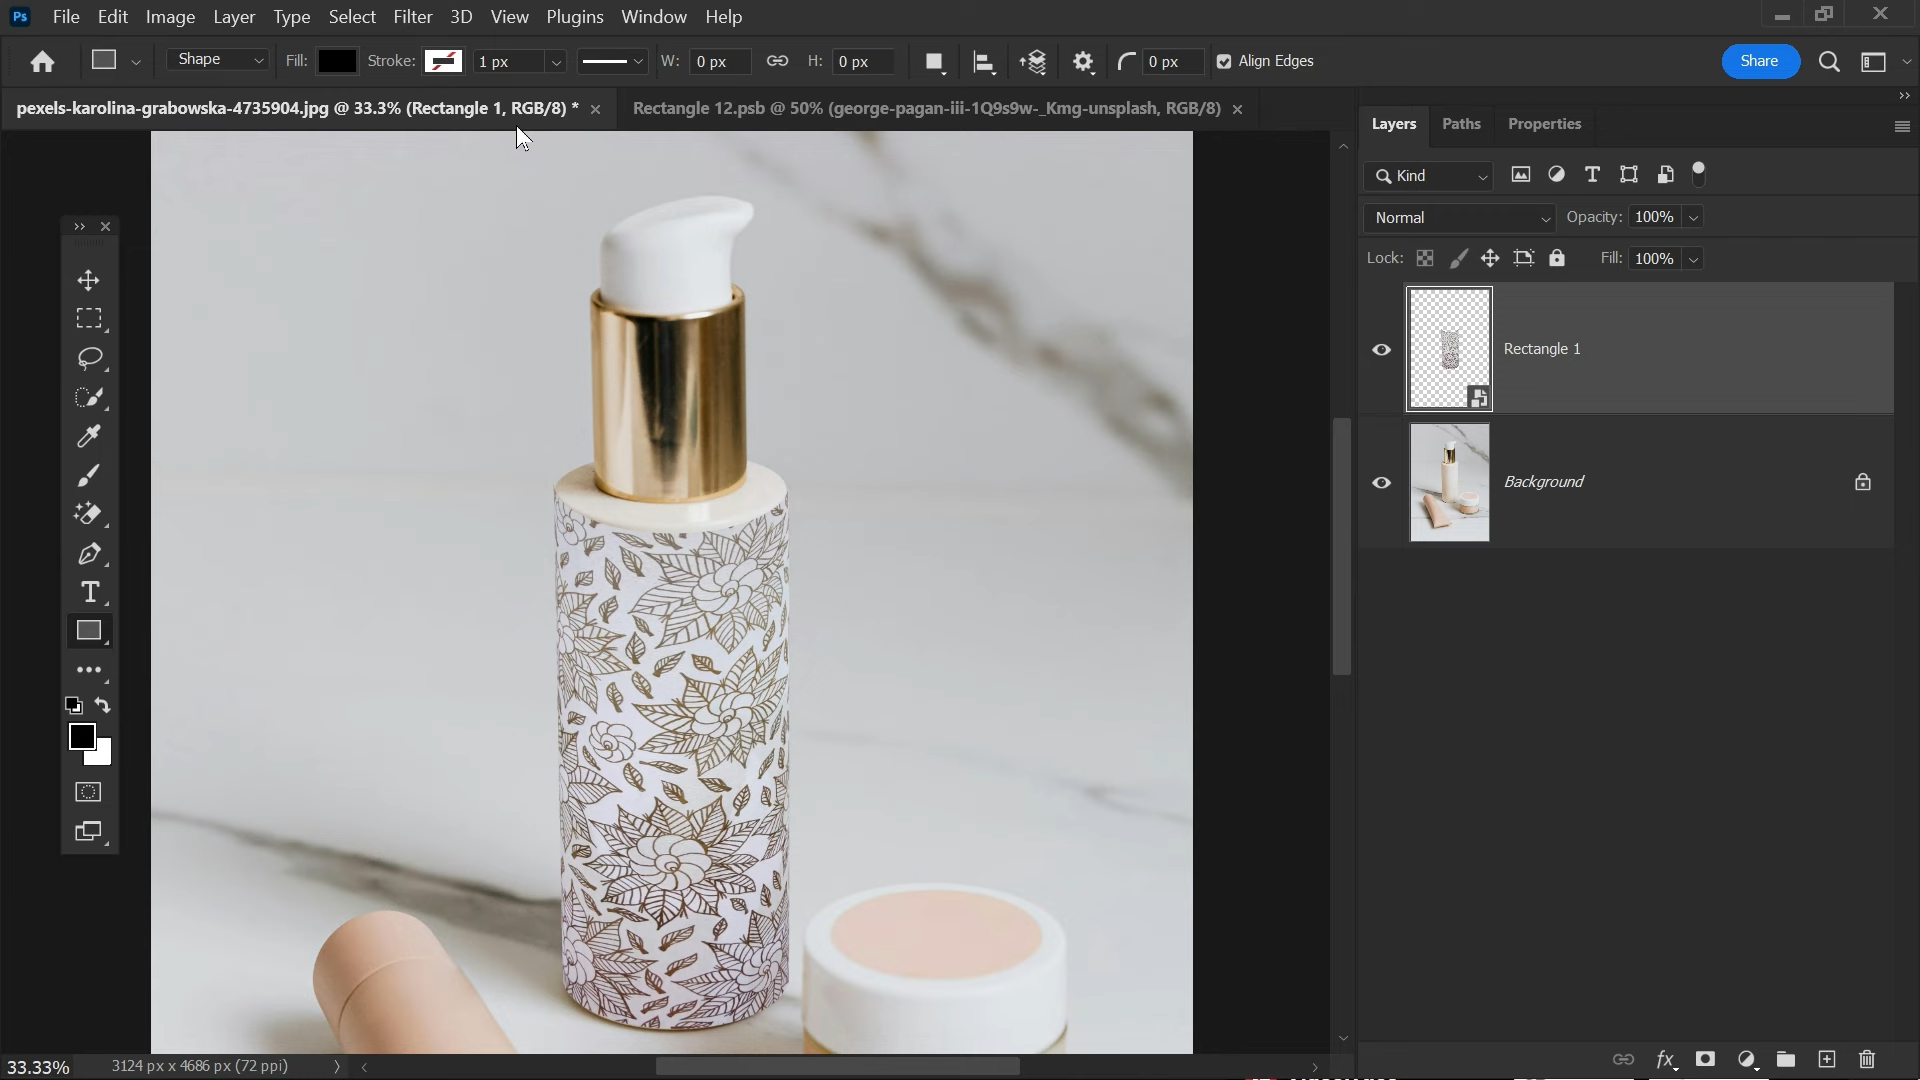 Ps File Edit Image Layer Type Select Filter 3D View Plugins Window Help
Shape Fill: Stroke: 1 px W: 0 px H: 0 px 0 px Align Edges Share
pexels-karolina-grabowska-4735904.jpg @ 33.3% (Rectangle 1, RGB/8) * Rectangle 12.psb @ 50% (george-pagan-iii-1Q9s9w-_Kmg-unsplash, RGB/8)
Layers Paths Properties
Kind
Normal Opacity: 100%
Lock: Fill: 100%
Rectangle 1
Background
33.33% 3124 px x 4686 px (72 ppi)